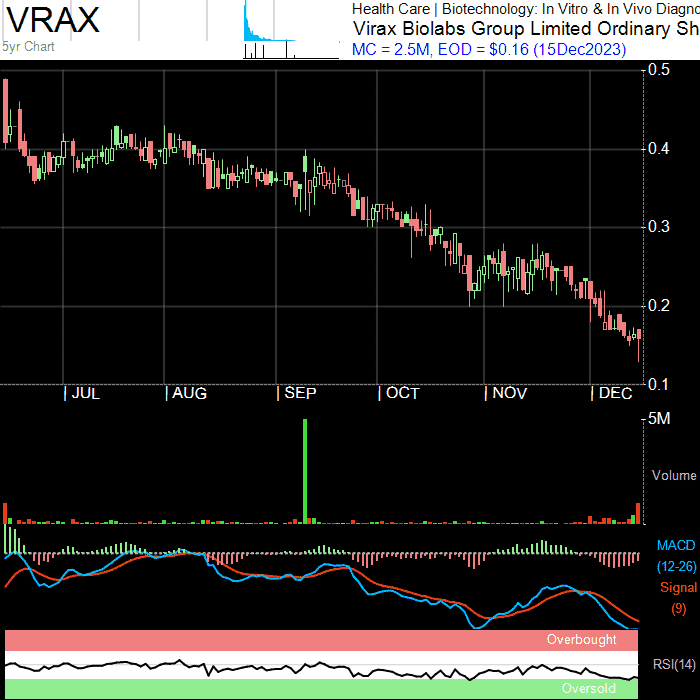 VRAX
5yr Chart
Health Care | Biotechnology: In Vitro & In Vivo Diagno
Virax Biolabs Group Limited Ordinary Sh
MC = 2.5M, EOD = $0.16 (15Dec2023)
0.5
0.4
0.3
0.2
0.1
| JUL | AUG | SEP | OCT | NOV | DEC
5M
Volume
MACD
(12-26)
Signal
(9)
Overbought
RSI(14)
Oversold